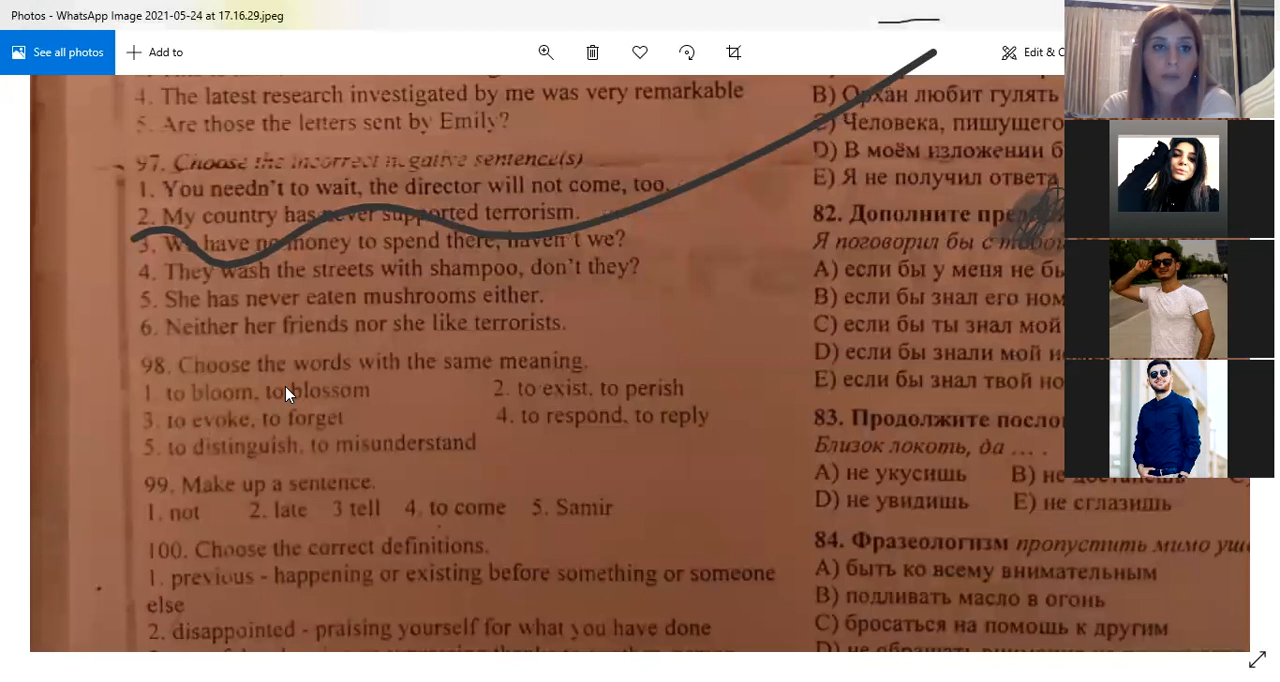 Photos - WhatsApp Image 2021-05-24 at 17.16.29.jpeg
See all photos
Add to
Edit & C
4. The latest research investigated by me was very remarkable
5. Are those the letters sent by Emily?
97. Choose the incorrect negative sentence(s)
1. You needn't to wait, the director will not come, too.
2. My country has never supported terrorism.
3. We have no money to spend there, haven't we?
4. They wash the streets with shampoo, don't they?
5. She has never eaten mushrooms either.
6. Neither her friends nor she like terrorists.
98. Choose the words with the same meaning.
1. to bloom, to blossom 2. to exist, to perish
3. to evoke, to forget 4. to respond, to reply
5. to distinguish, to misunderstand
99. Make up a sentence.
1. not 2. late 3 tell 4. to come 5. Samir
100. Choose the correct definitions.
1. previous - happening or existing before something or someone
else
2. disappointed - praising yourself for what you have done
B) Орхан любит гулять
C) Человека, пишущего
D) В моём изложении б
E) Я не получил ответа
82. Дополните
Я поговорил бы с тобой
A) если бы у меня не бы
B) если бы знал его ном
C) если бы ты знал мой
D) если бы знали мой н
E) если бы знал твой но
83. Продолжите посло
Близок локоть, да ... .
A) не укусишь B) не
D) не увидишь E) не сглазишь
84. Фразеологизм пропустить мимо уше
A) быть ко всему внимательным
B) подливать масло в огонь
C) бросаться на помощь к другим